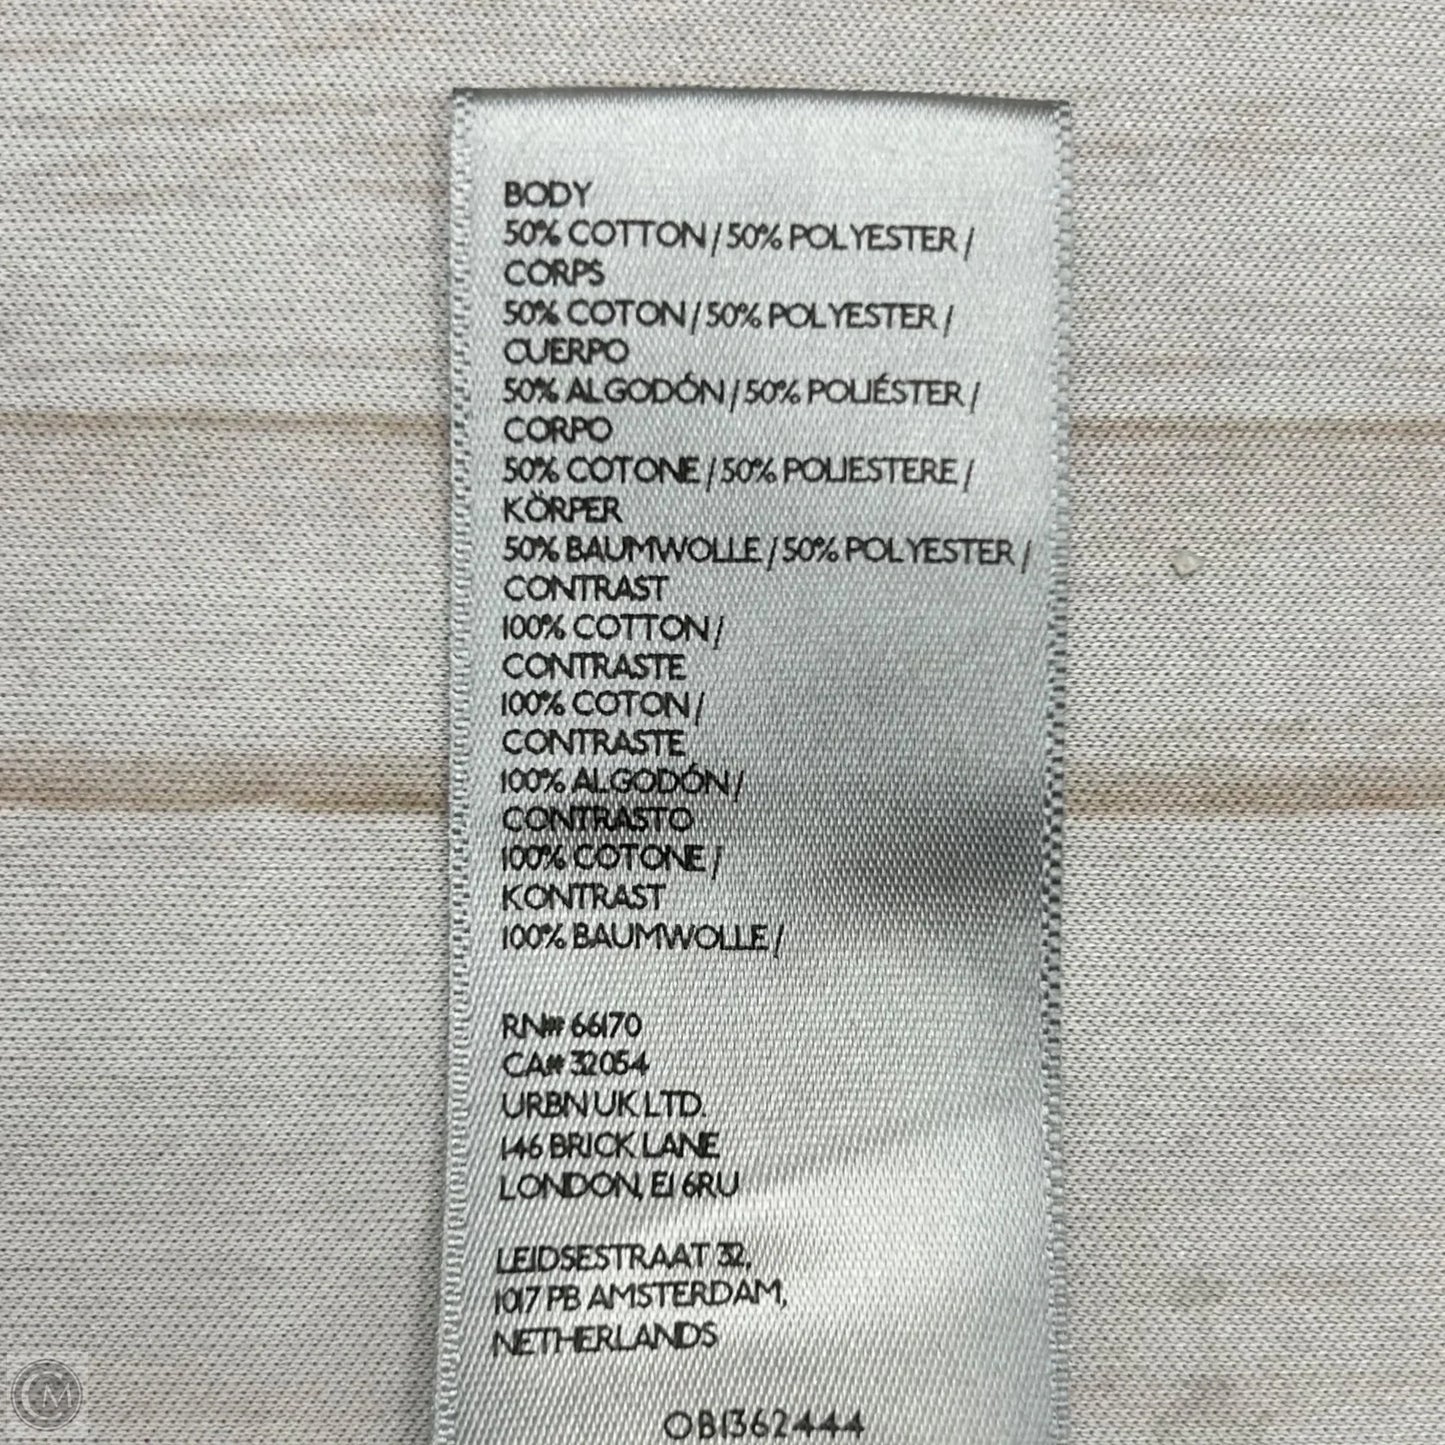 BODY
50% COTTON / 50% POLYESTER /
CORPS
50% COTON / 50% POLYESTER /
CUERPO
50% ALGODÓN / 50% POLIÉSTER /
CORPO
50% COTONE / 50% POLIESTERE /
KÖRPER
50% BAUMWOLLE / 50% POLYESTER /
CONTRAST
100% COTTON /
CONTRASTE
100% COTON /
CONTRASTE
100% ALGODÓN /
CONTRASTO
100% COTONE /
KONTRAST
100% BAUMWOLLE /
RN# 66170
CA# 32054
URBN UK LTD.
146 BRICK LANE
LONDON, E1 6RU
LEIDSESTRAAT 32,
1017 PB AMSTERDAM,
NETHERLANDS
OB1362444
CM